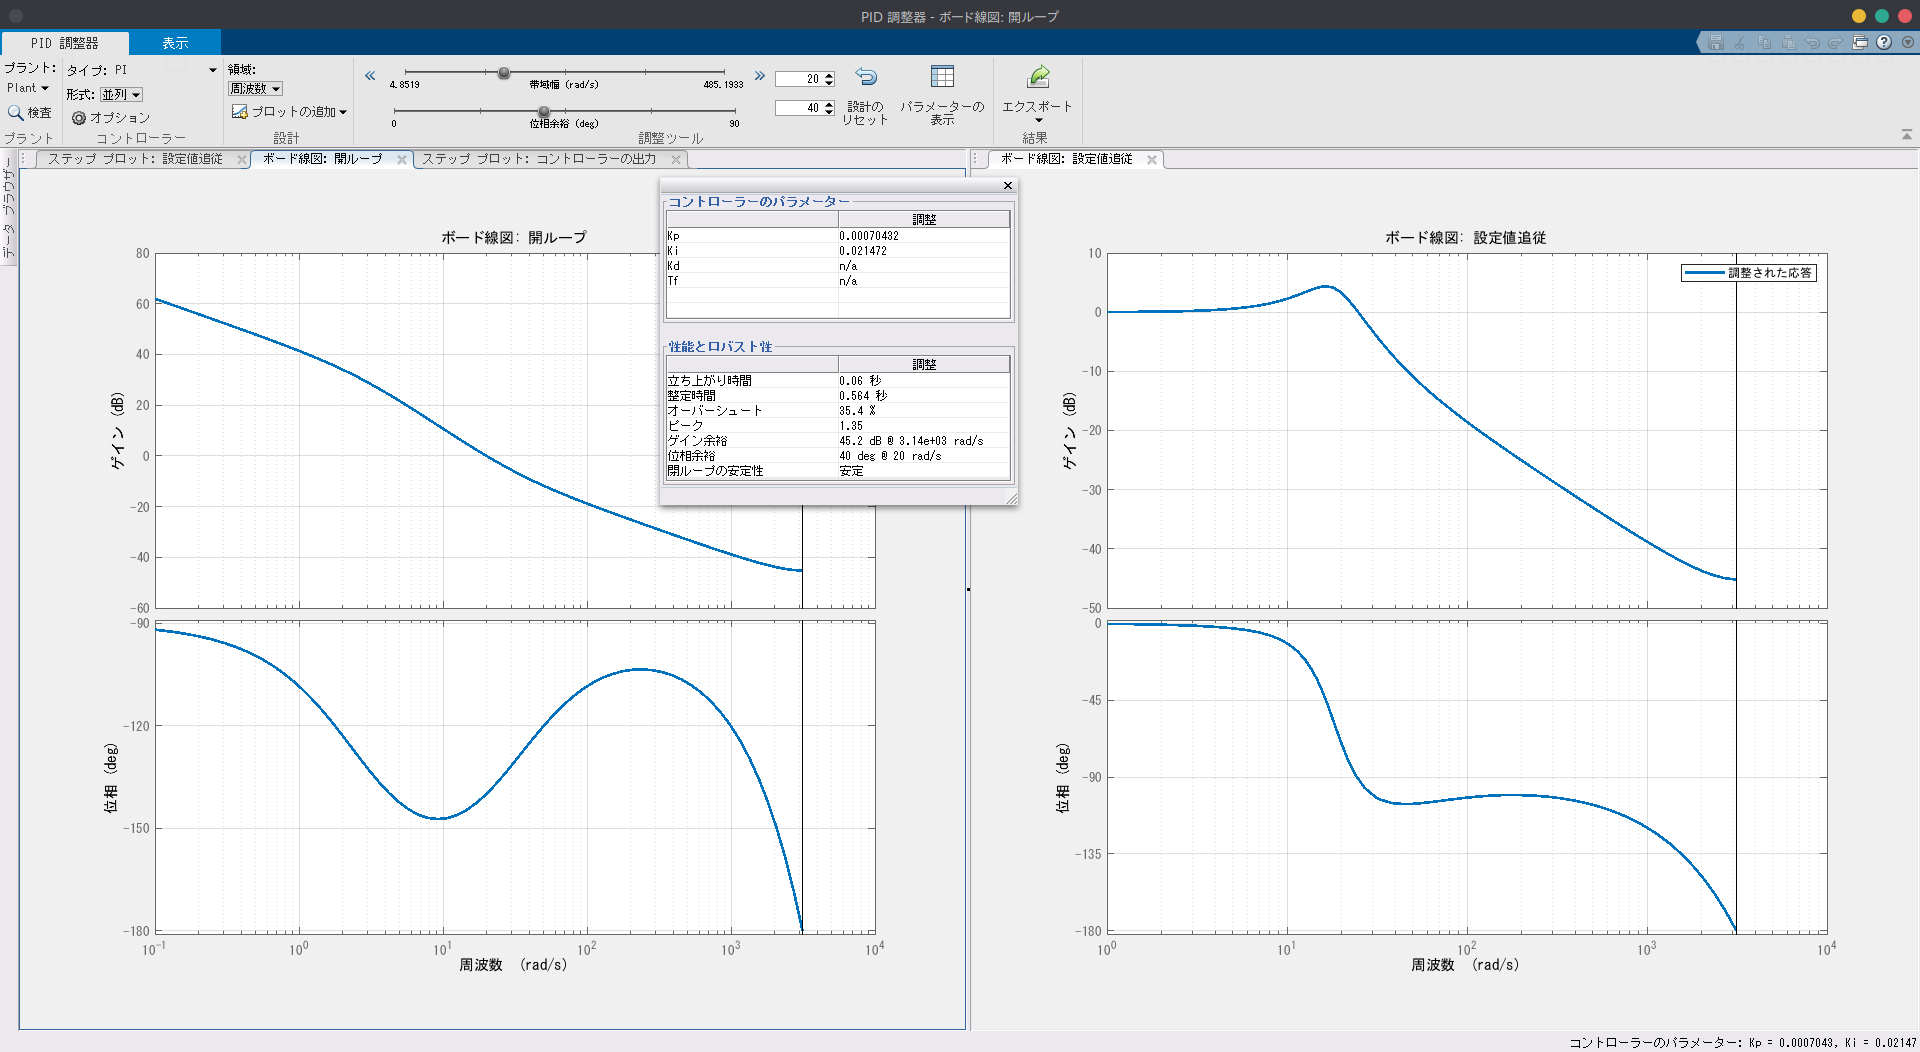 PID 調整器 - ボード線図: 開ループ
PID 調整器
表示
プラント:
Plant
検査
プラント
タイプ: PI
形式: 並列
オプション
コントローラー
領域:
周波数
プロットの追加
設計
4.8519
帯域幅 (rad/s)
485.1933
0
位相余裕 (deg)
90
20
40
設計の
リセット
パラメーターの
表示
調整ツール
エクスポート
結果
データ ブラウザー
ステップ プロット: 設定値追従
ボード線図: 開ループ
ステップ プロット: コントローラーの出力
ボード線図: 設定値追従
ボード線図: 開ループ
80
60
40
20
0
-20
-40
-60
ゲイン (dB)
-90
-120
-150
-180
位相 (deg)
10^-1
10^0
10^1
10^2
10^3
10^4
周波数 (rad/s)
コントローラーのパラメーター
調整
Kp 0.00070432
Ki 0.021472
Kd n/a
Tf n/a
性能とロバスト性
調整
立ち上がり時間 0.06 秒
整定時間 0.564 秒
オーバーシュート 35.4 %
ピーク 1.35
ゲイン余裕 45.2 dB @ 3.14e+03 rad/s
位相余裕 40 deg @ 20 rad/s
閉ループの安定性 安定
ボード線図: 設定値追従
調整された応答
10
0
-10
-20
-30
-40
-50
ゲイン (dB)
0
-45
-90
-135
-180
位相 (deg)
10^0
10^1
10^2
10^3
10^4
周波数 (rad/s)
コントローラーのパラメーター: Kp = 0.0007043, Ki = 0.02147